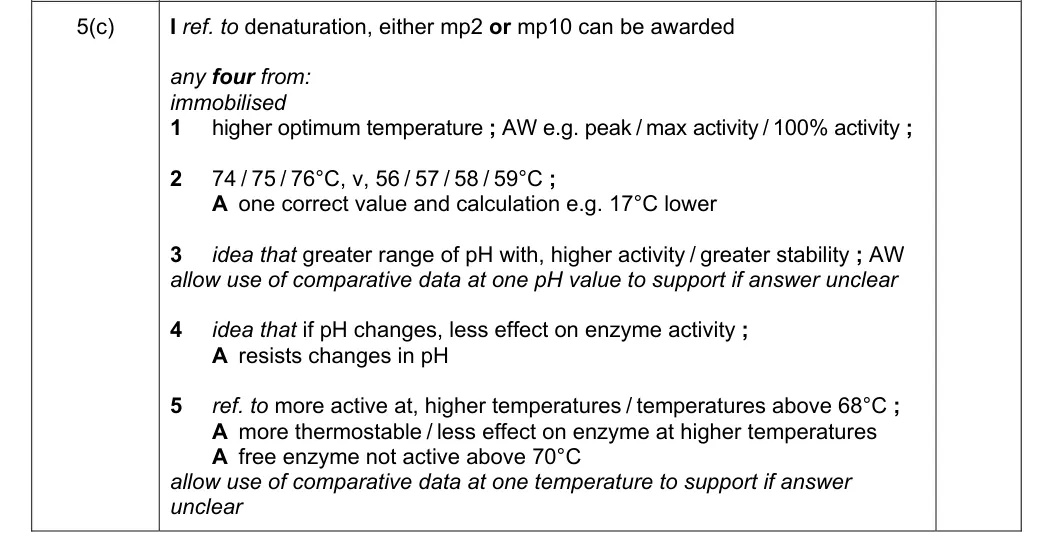 5(c)
I ref. to denaturation, either mp2 or mp10 can be awarded
any four from:
immobilised
1 higher optimum temperature ; AW e.g. peak / max activity / 100% activity ;
2 74 / 75 / 76°C, v, 56 / 57 / 58 / 59°C ;
A one correct value and calculation e.g. 17°C lower
3 idea that greater range of pH with, higher activity / greater stability ; AW
allow use of comparative data at one pH value to support if answer unclear
4 idea that if pH changes, less effect on enzyme activity ;
A resists changes in pH
5 ref. to more active at, higher temperatures / temperatures above 68°C ;
A more thermostable / less effect on enzyme at higher temperatures
A free enzyme not active above 70°C
allow use of comparative data at one temperature to support if answer
unclear